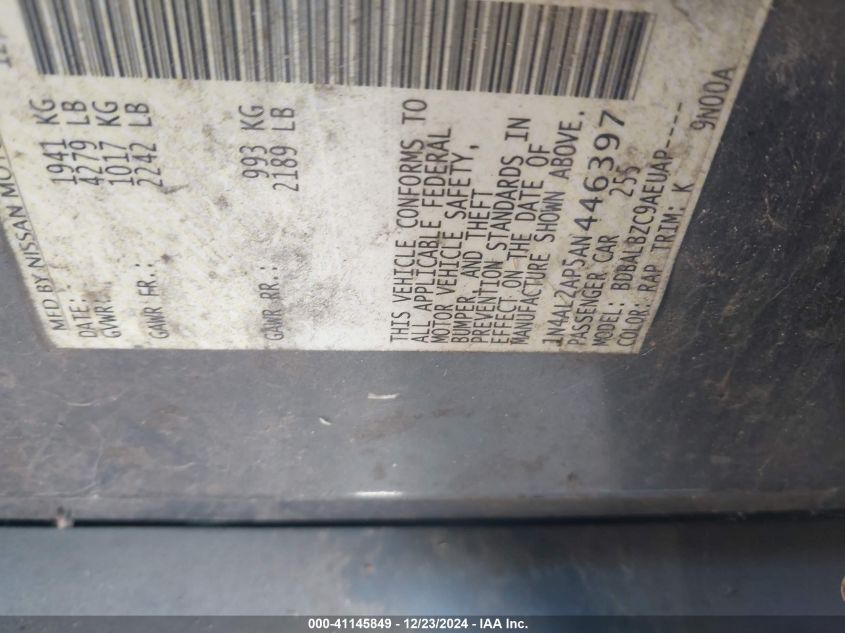 MFD BY NISSAN MOTO
DATE:
GVWR: 1941 KG
4279 LB
GAWR FR.: 1017 KG
2242 LB
GAWR RR.: 993 KG
2189 LB
THIS VEHICLE CONFORMS TO
ALL APPLICABLE FEDERAL
MOTOR VEHICLE SAFETY,
BUMPER, AND THEFT
PREVENTION STANDARDS IN
EFFECT ON THE DATE OF
MANUFACTURE SHOWN ABOVE.
1N4AL2AP5AN446397
PASSENGER CAR 255
MODEL: BDBALBZC9AEUAP-----
COLOR: RAP TRIM: K 9N00A
000-41145849 - 12/23/2024 - IAA Inc.